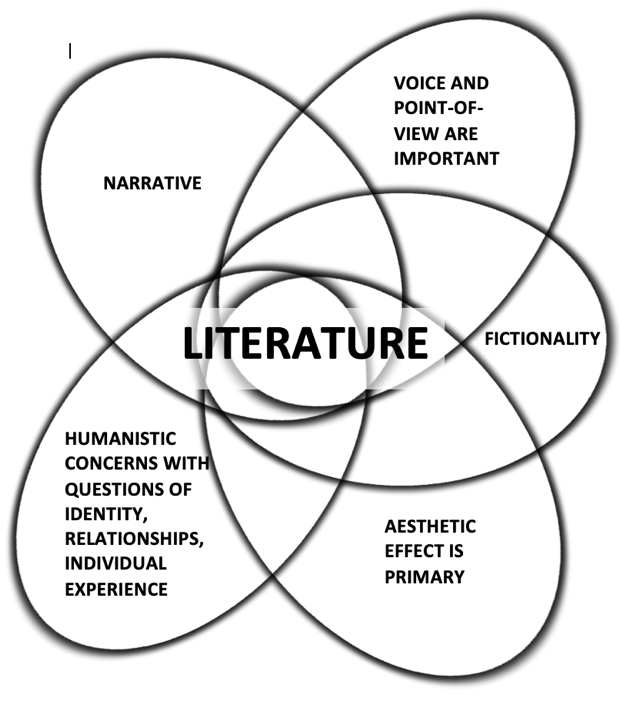 VOICE AND
POINT-OF-
VIEW ARE
IMPORTANT
NARRATIVE
LITERATURE
FICTIONALITY
HUMANISTIC
CONCERNS WITH
QUESTIONS OF
IDENTITY,
RELATIONSHIPS,
INDIVIDUAL
EXPERIENCE
AESTHETIC
EFFECT IS
PRIMARY